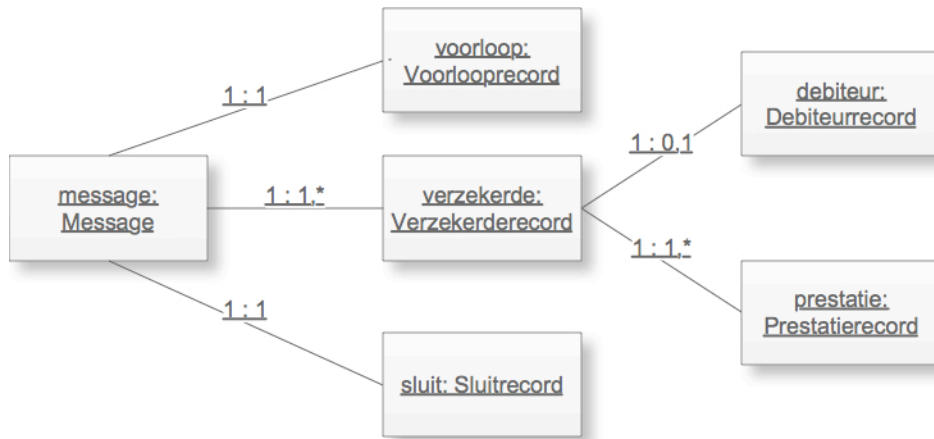 voorloop:
Voorlooprecord
debiteur:
Debiteurrecord
1 : 1
1 : 0,1
message:
Message
1 : 1,*
verzekerde:
Verzekerderecord
1 : 1,*
1 : 1
prestatie:
Prestatierecord
sluit: Sluitrecord